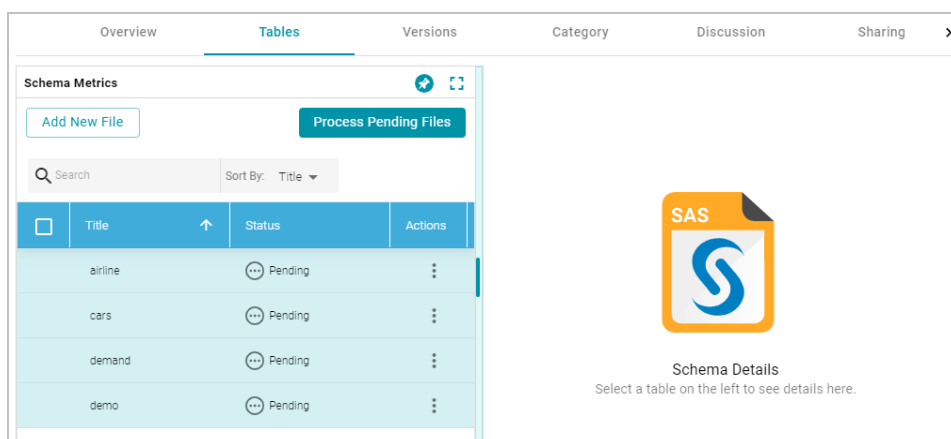 Overview Tables Versions Category Discussion Sharing
Schema Metrics
Add New File Process Pending Files
Search Sort By: Title
Title Status Actions
airline Pending
cars Pending
demand Pending
demo Pending
SAS
Schema Details
Select a table on the left to see details here.